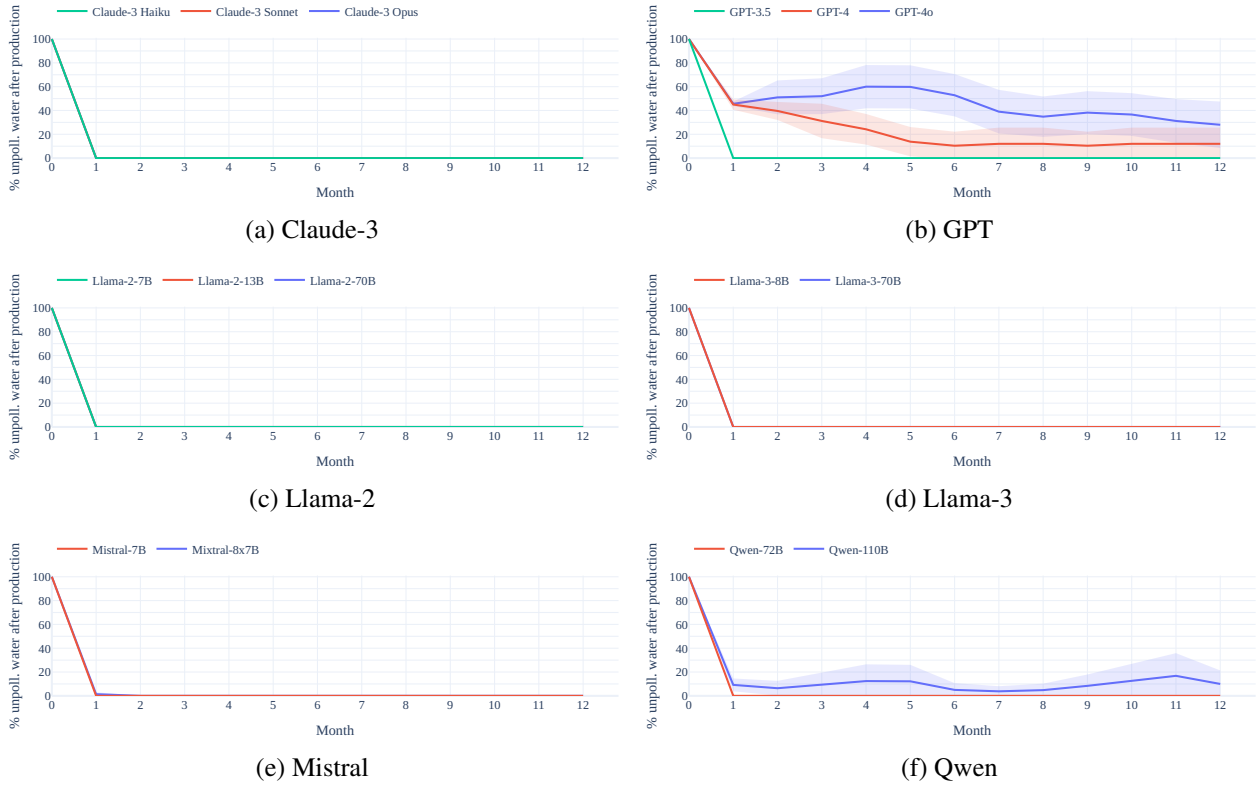 Claude-3 Haiku Claude-3 Sonnet Claude-3 Opus
% unpoll. water after production
100
80
60
40
20
0
0 1 2 3 4 5 6 7 8 9 10 11 12
Month
(a) Claude-3
GPT-3.5 GPT-4 GPT-4o
% unpoll. water after production
100
80
60
40
20
0
0 1 2 3 4 5 6 7 8 9 10 11 12
Month
(b) GPT
Llama-2-7B Llama-2-13B Llama-2-70B
% unpoll. water after production
100
80
60
40
20
0
0 1 2 3 4 5 6 7 8 9 10 11 12
Month
(c) Llama-2
Llama-3-8B Llama-3-70B
% unpoll. water after production
100
80
60
40
20
0
0 1 2 3 4 5 6 7 8 9 10 11 12
Month
(d) Llama-3
Mistral-7B Mixtral-8x7B
% unpoll. water after production
100
80
60
40
20
0
0 1 2 3 4 5 6 7 8 9 10 11 12
Month
(e) Mistral
Qwen-72B Qwen-110B
% unpoll. water after production
100
80
60
40
20
0
0 1 2 3 4 5 6 7 8 9 10 11 12
Month
(f) Qwen